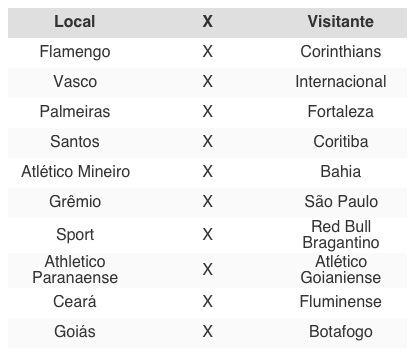 Local X Visitante
Flamengo X Corinthians
Vasco X Internacional
Palmeiras X Fortaleza
Santos X Coritiba
Atlético Mineiro X Bahia
Grêmio X São Paulo
Sport X Red Bull
Bragantino
Athletico
Paranaense X Atlético
Goianiense
Ceará X Fluminense
Goiás X Botafogo